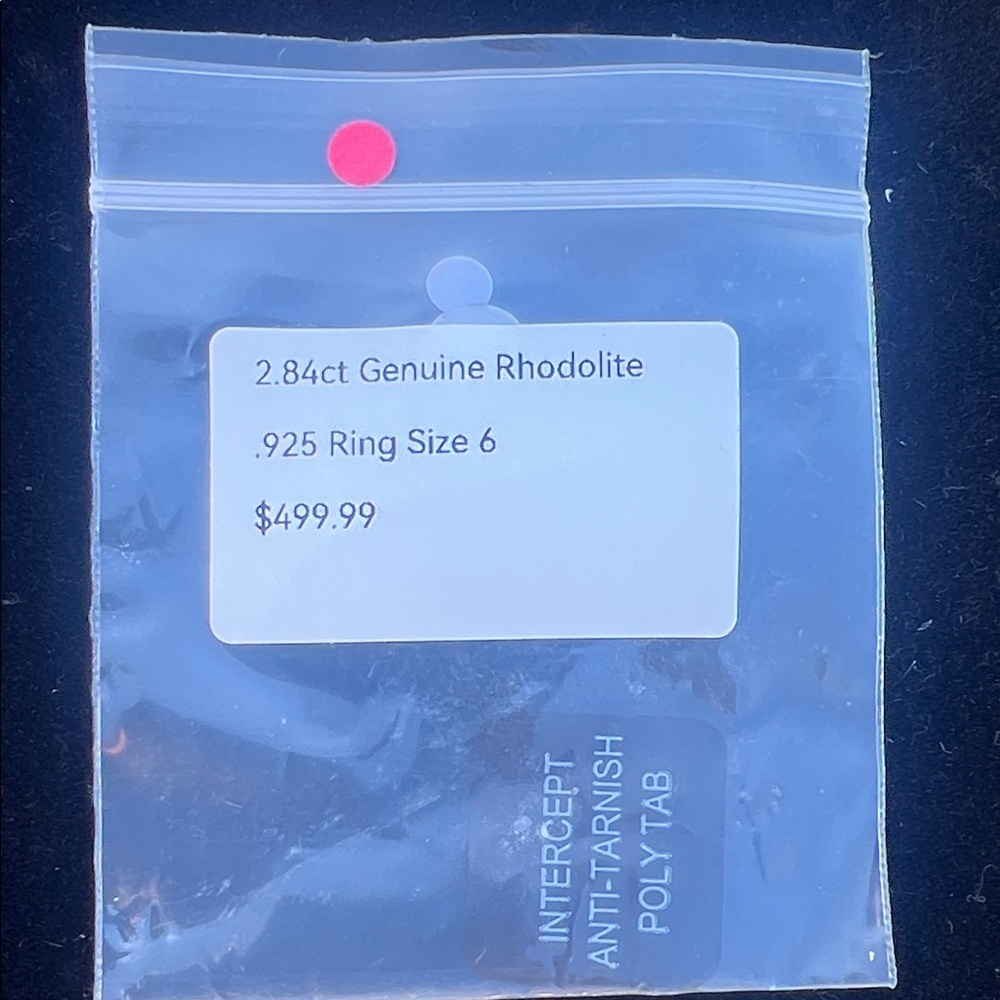 2.84ct Genuine Rhodolite
.925 Ring Size 6
$499.99
INTERCEPT
ANTI-TARNISH
POLY TAB